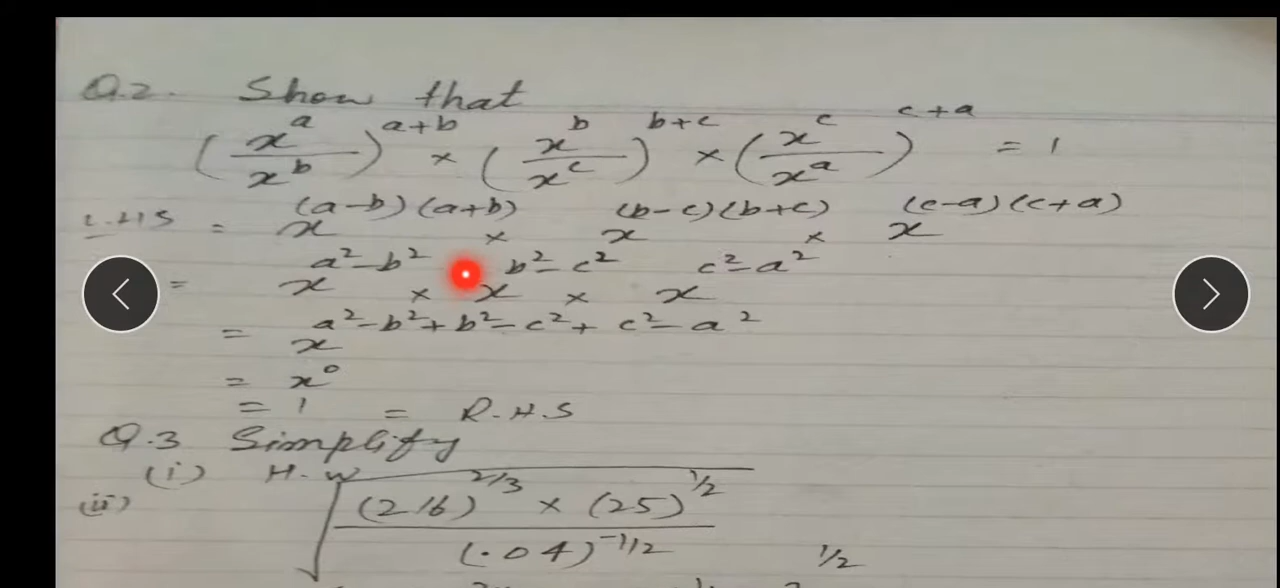 Q.2. Show that
(x^a / x^b)^(a+b) × (x^b / x^c)^(b+c) × (x^c / x^a)^(c+a) = 1
L.H.S = x^(a-b)(a+b) × x^(b-c)(b+c) × x^(c-a)(c+a)
= x^(a²-b²) × x^(b²-c²) × x^(c²-a²)
= x^(a²-b²+b²-c²+c²-a²)
= x⁰
= 1 = R.H.S
Q.3 Simplify
(i) H.W
(ii) √((216)^(2/3) × (25)^(1/2) / (.04)^(-1/2))
1/2